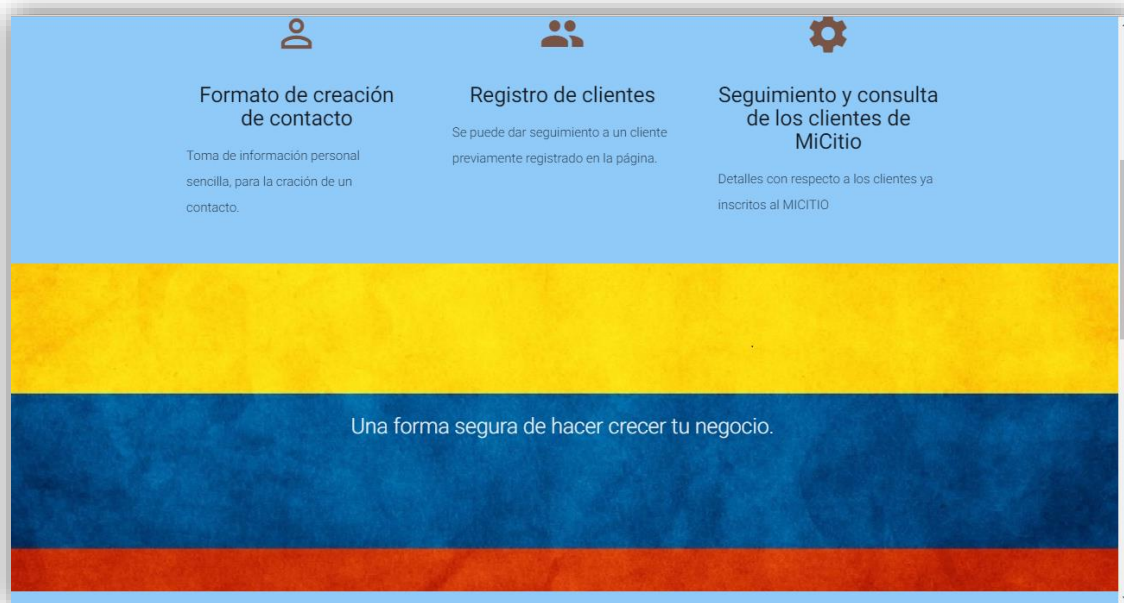 Formato de creación
de contacto
Toma de información personal
sencilla, para la cración de un
contacto.
Registro de clientes
Se puede dar seguimiento a un cliente
previamente registrado en la página.
Seguimiento y consulta
de los clientes de
MiCitio
Detalles con respecto a los clientes ya
inscritos al MICITIO
Una forma segura de hacer crecer tu negocio.